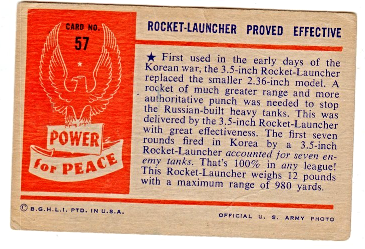 CARD NO.
57
POWER
for PEACE
ROCKET-LAUNCHER PROVED EFFECTIVE
★ First used in the early days of the
Korean war, the 3.5-inch Rocket-Launcher
replaced the smaller 2.36-inch model. A
rocket of much greater range and more
authoritative punch was needed to stop
the Russian-built heavy tanks. This was
delivered by the 3.5-inch Rocket-Launcher
with great effectiveness. The first seven
rounds fired in Korea by a 3.5-inch
Rocket-Launcher accounted for seven en-
emy tanks. That's 100% in any league!
This Rocket-Launcher weighs 12 pounds
with a maximum range of 980 yards.
© B.G.H.L.I. PTD. IN U.S.A.
OFFICIAL U. S. ARMY PHOTO